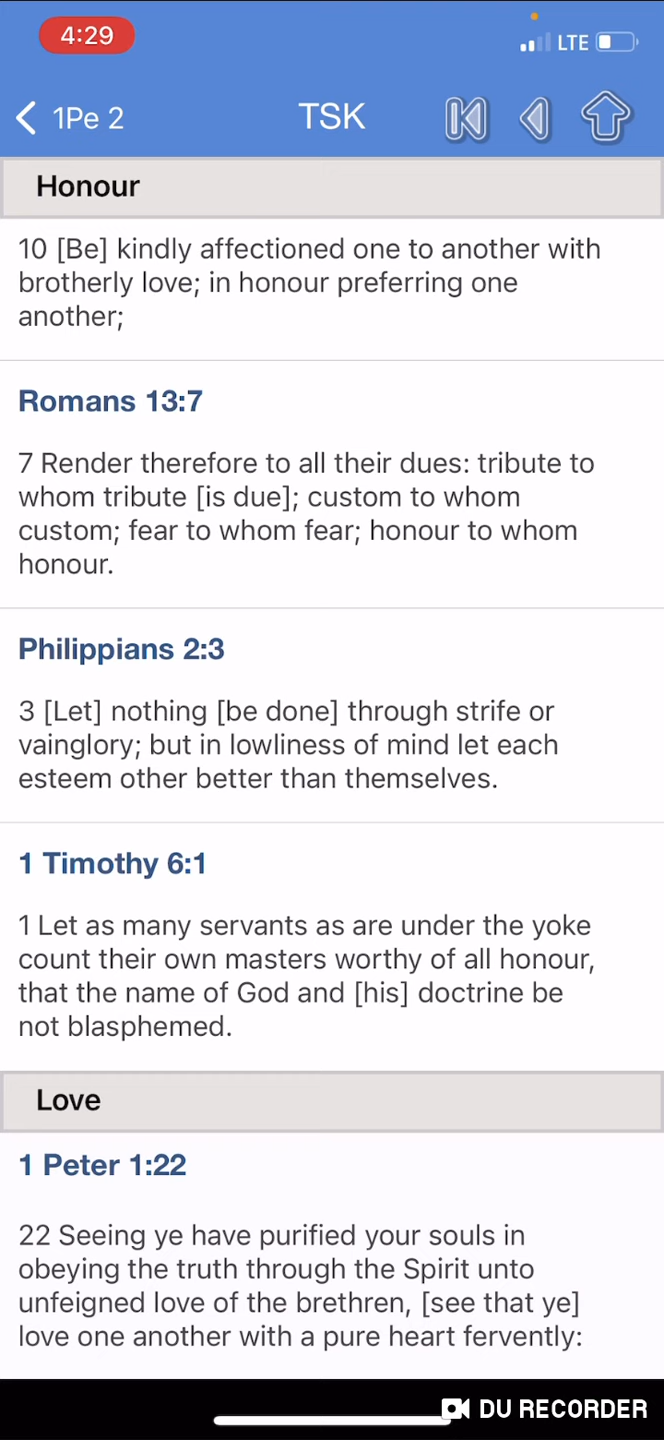 4:29
LTE
1Pe 2
TSK
Honour
10 [Be] kindly affectioned one to another with
brotherly love; in honour preferring one
another;
Romans 13:7
7 Render therefore to all their dues: tribute to
whom tribute [is due]; custom to whom
custom; fear to whom fear; honour to whom
honour.
Philippians 2:3
3 [Let] nothing [be done] through strife or
vainglory; but in lowliness of mind let each
esteem other better than themselves.
1 Timothy 6:1
1 Let as many servants as are under the yoke
count their own masters worthy of all honour,
that the name of God and [his] doctrine be
not blasphemed.
Love
1 Peter 1:22
22 Seeing ye have purified your souls in
obeying the truth through the Spirit unto
unfeigned love of the brethren, [see that ye]
love one another with a pure heart fervently:
DU RECORDER